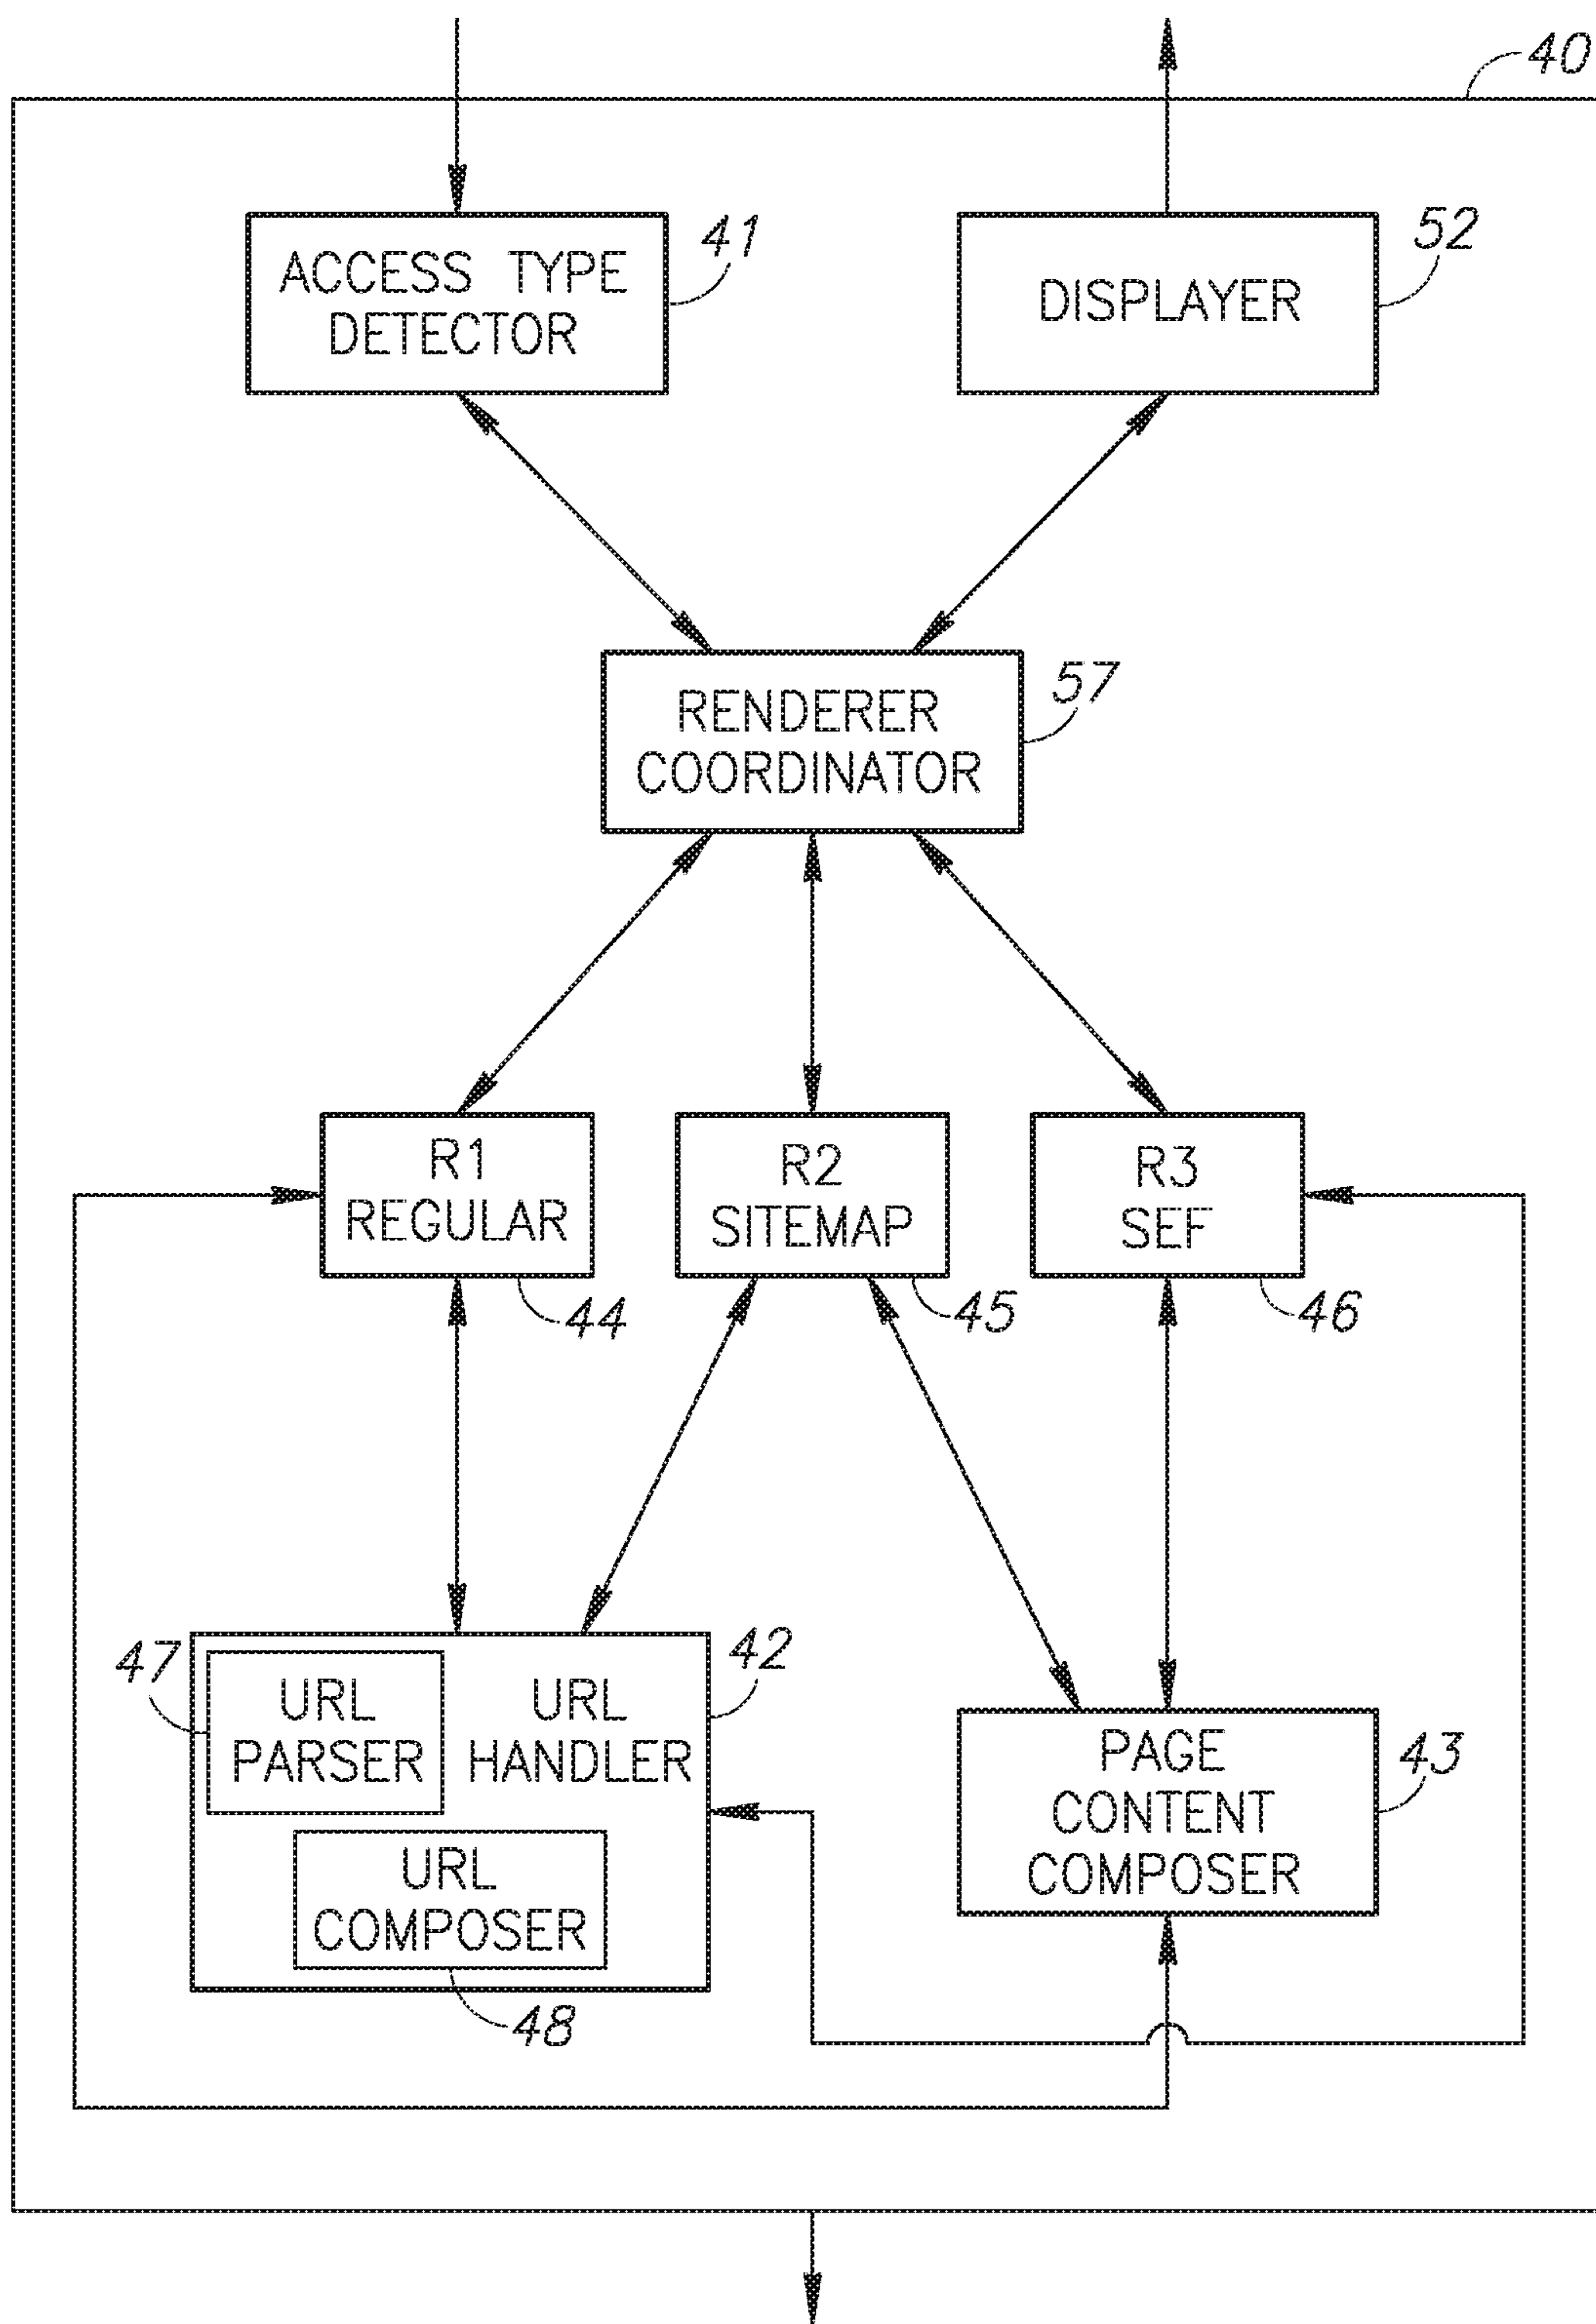 40
ACCESS TYPE
DETECTOR
41
DISPLAYER
52
RENDERER
COORDINATOR
57
R1
REGULAR
44
R2
SITEMAP
45
R3
SEF
46
47
URL
PARSER
URL
HANDLER
42
URL
COMPOSER
48
PAGE
CONTENT
COMPOSER
43